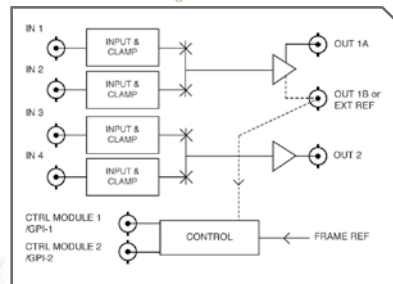 IN 1
INPUT &
CLAMP
OUT 1A
IN 2
INPUT &
CLAMP
OUT 1B or
EXT REF
IN 3
INPUT &
CLAMP
IN 4
INPUT &
CLAMP
OUT 2
CTRL MODULE 1
/GPI-1
CTRL MODULE 2
/GPI-2
CONTROL
FRAME REF